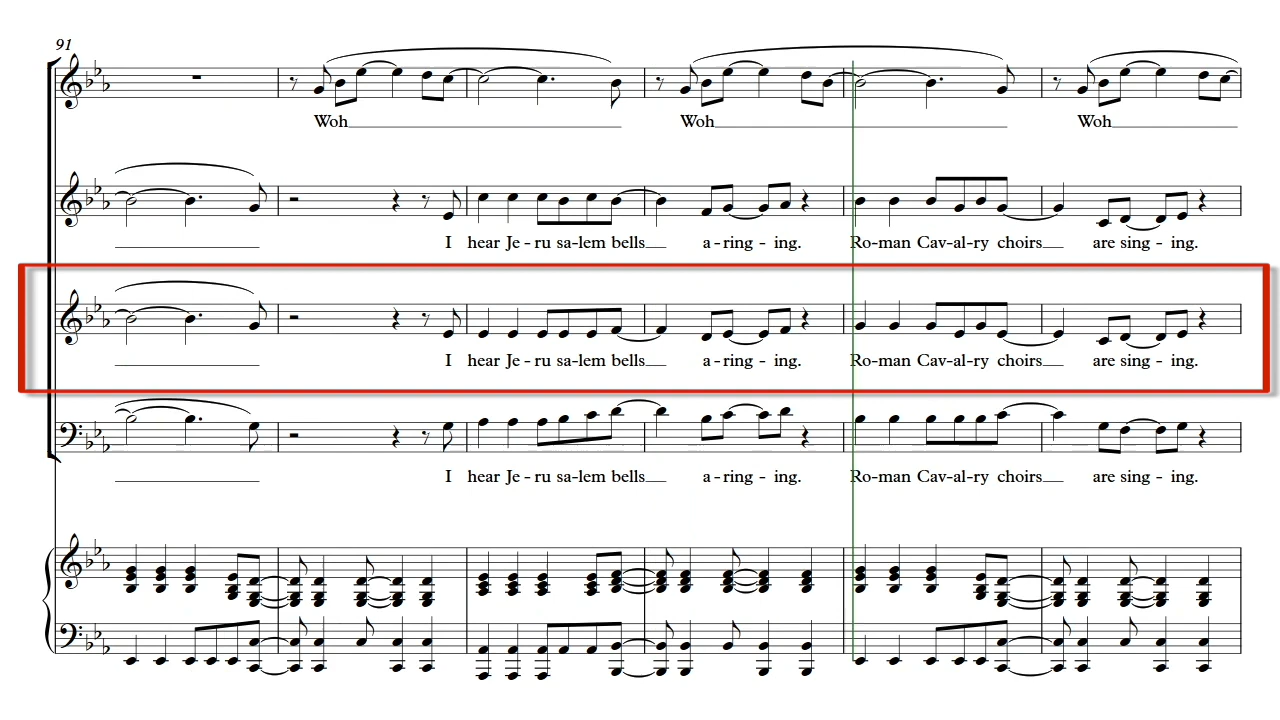 91
Woh Woh Woh
I hear Je - ru sa-lem bells a - ring - ing. Ro-man Cav-al-ry choirs are sing - ing.
I hear Je - ru sa-lem bells a - ring - ing. Ro-man Cav-al-ry choirs are sing - ing.
I hear Je - ru sa-lem bells a - ring - ing. Ro-man Cav-al-ry choirs are sing - ing.